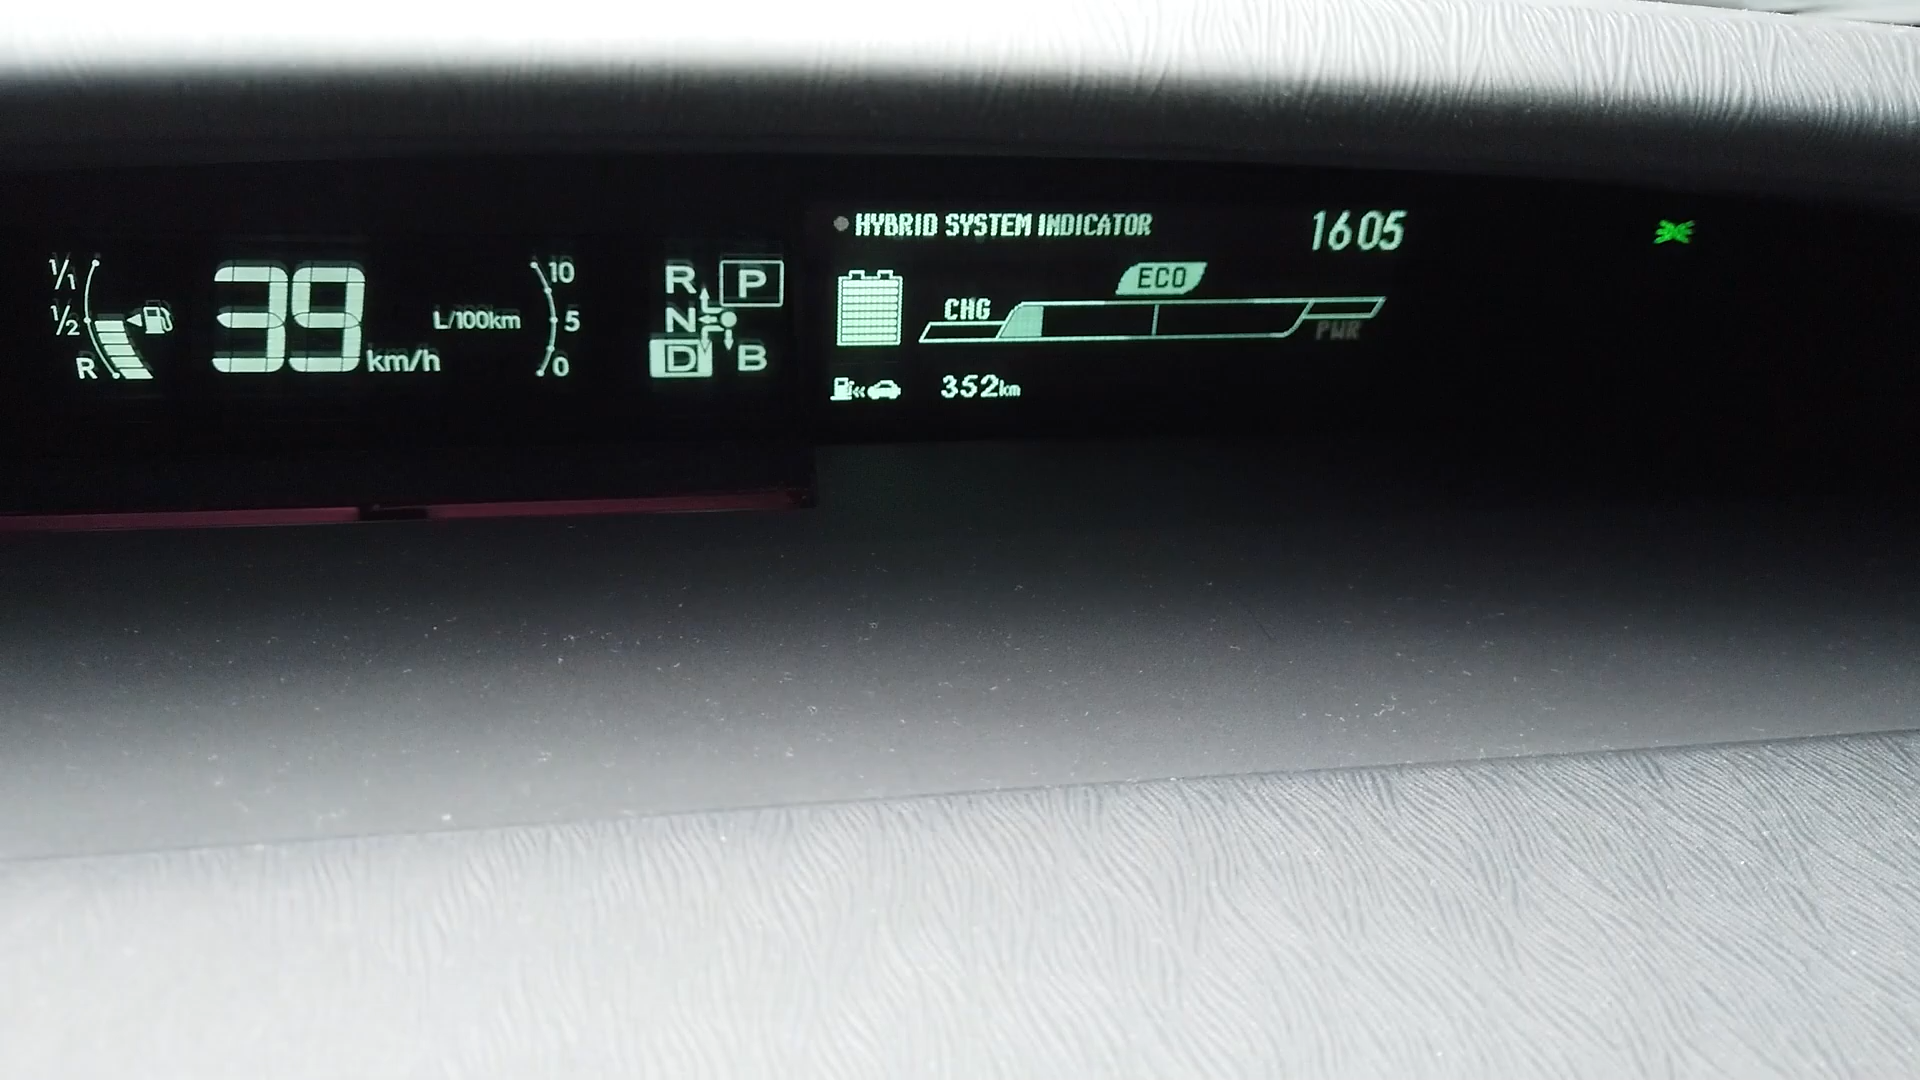 1/1
1/2
R
39 km/h
L/100km
10
5
0
R P
N
D B
HYBRID SYSTEM INDICATOR
16 05
ECO
CHG
PWR
352km